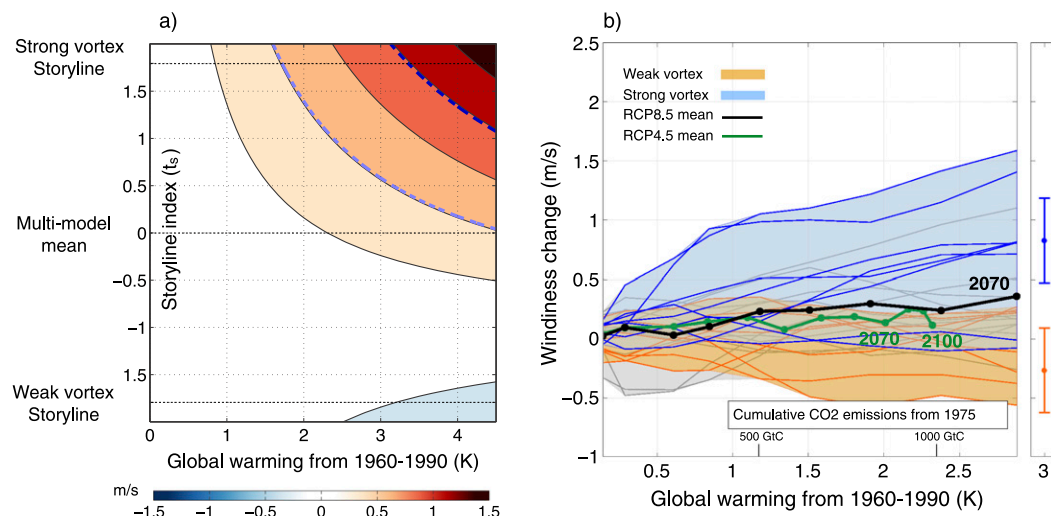 a)
Strong vortex
Storyline
Multi-model
mean
Weak vortex
Storyline
Storyline index (ts)
2
1.5
1
0.5
0
−0.5
−1
1.5
0 1 2 3 4
Global warming from 1960-1990 (K)
m/s
−1.5 −1 −0.5 0 0.5 1 1.5
b)
Windiness change (m/s)
2.5
2
1.5
1
0.5
0
−0.5
−1
Weak vortex
Strong vortex
RCP8.5 mean
RCP4.5 mean
2070
2070
2100
Cumulative CO2 emissions from 1975
500 GtC
1000 GtC
0.5 1 1.5 2 2.5 3
Global warming from 1960-1990 (K)